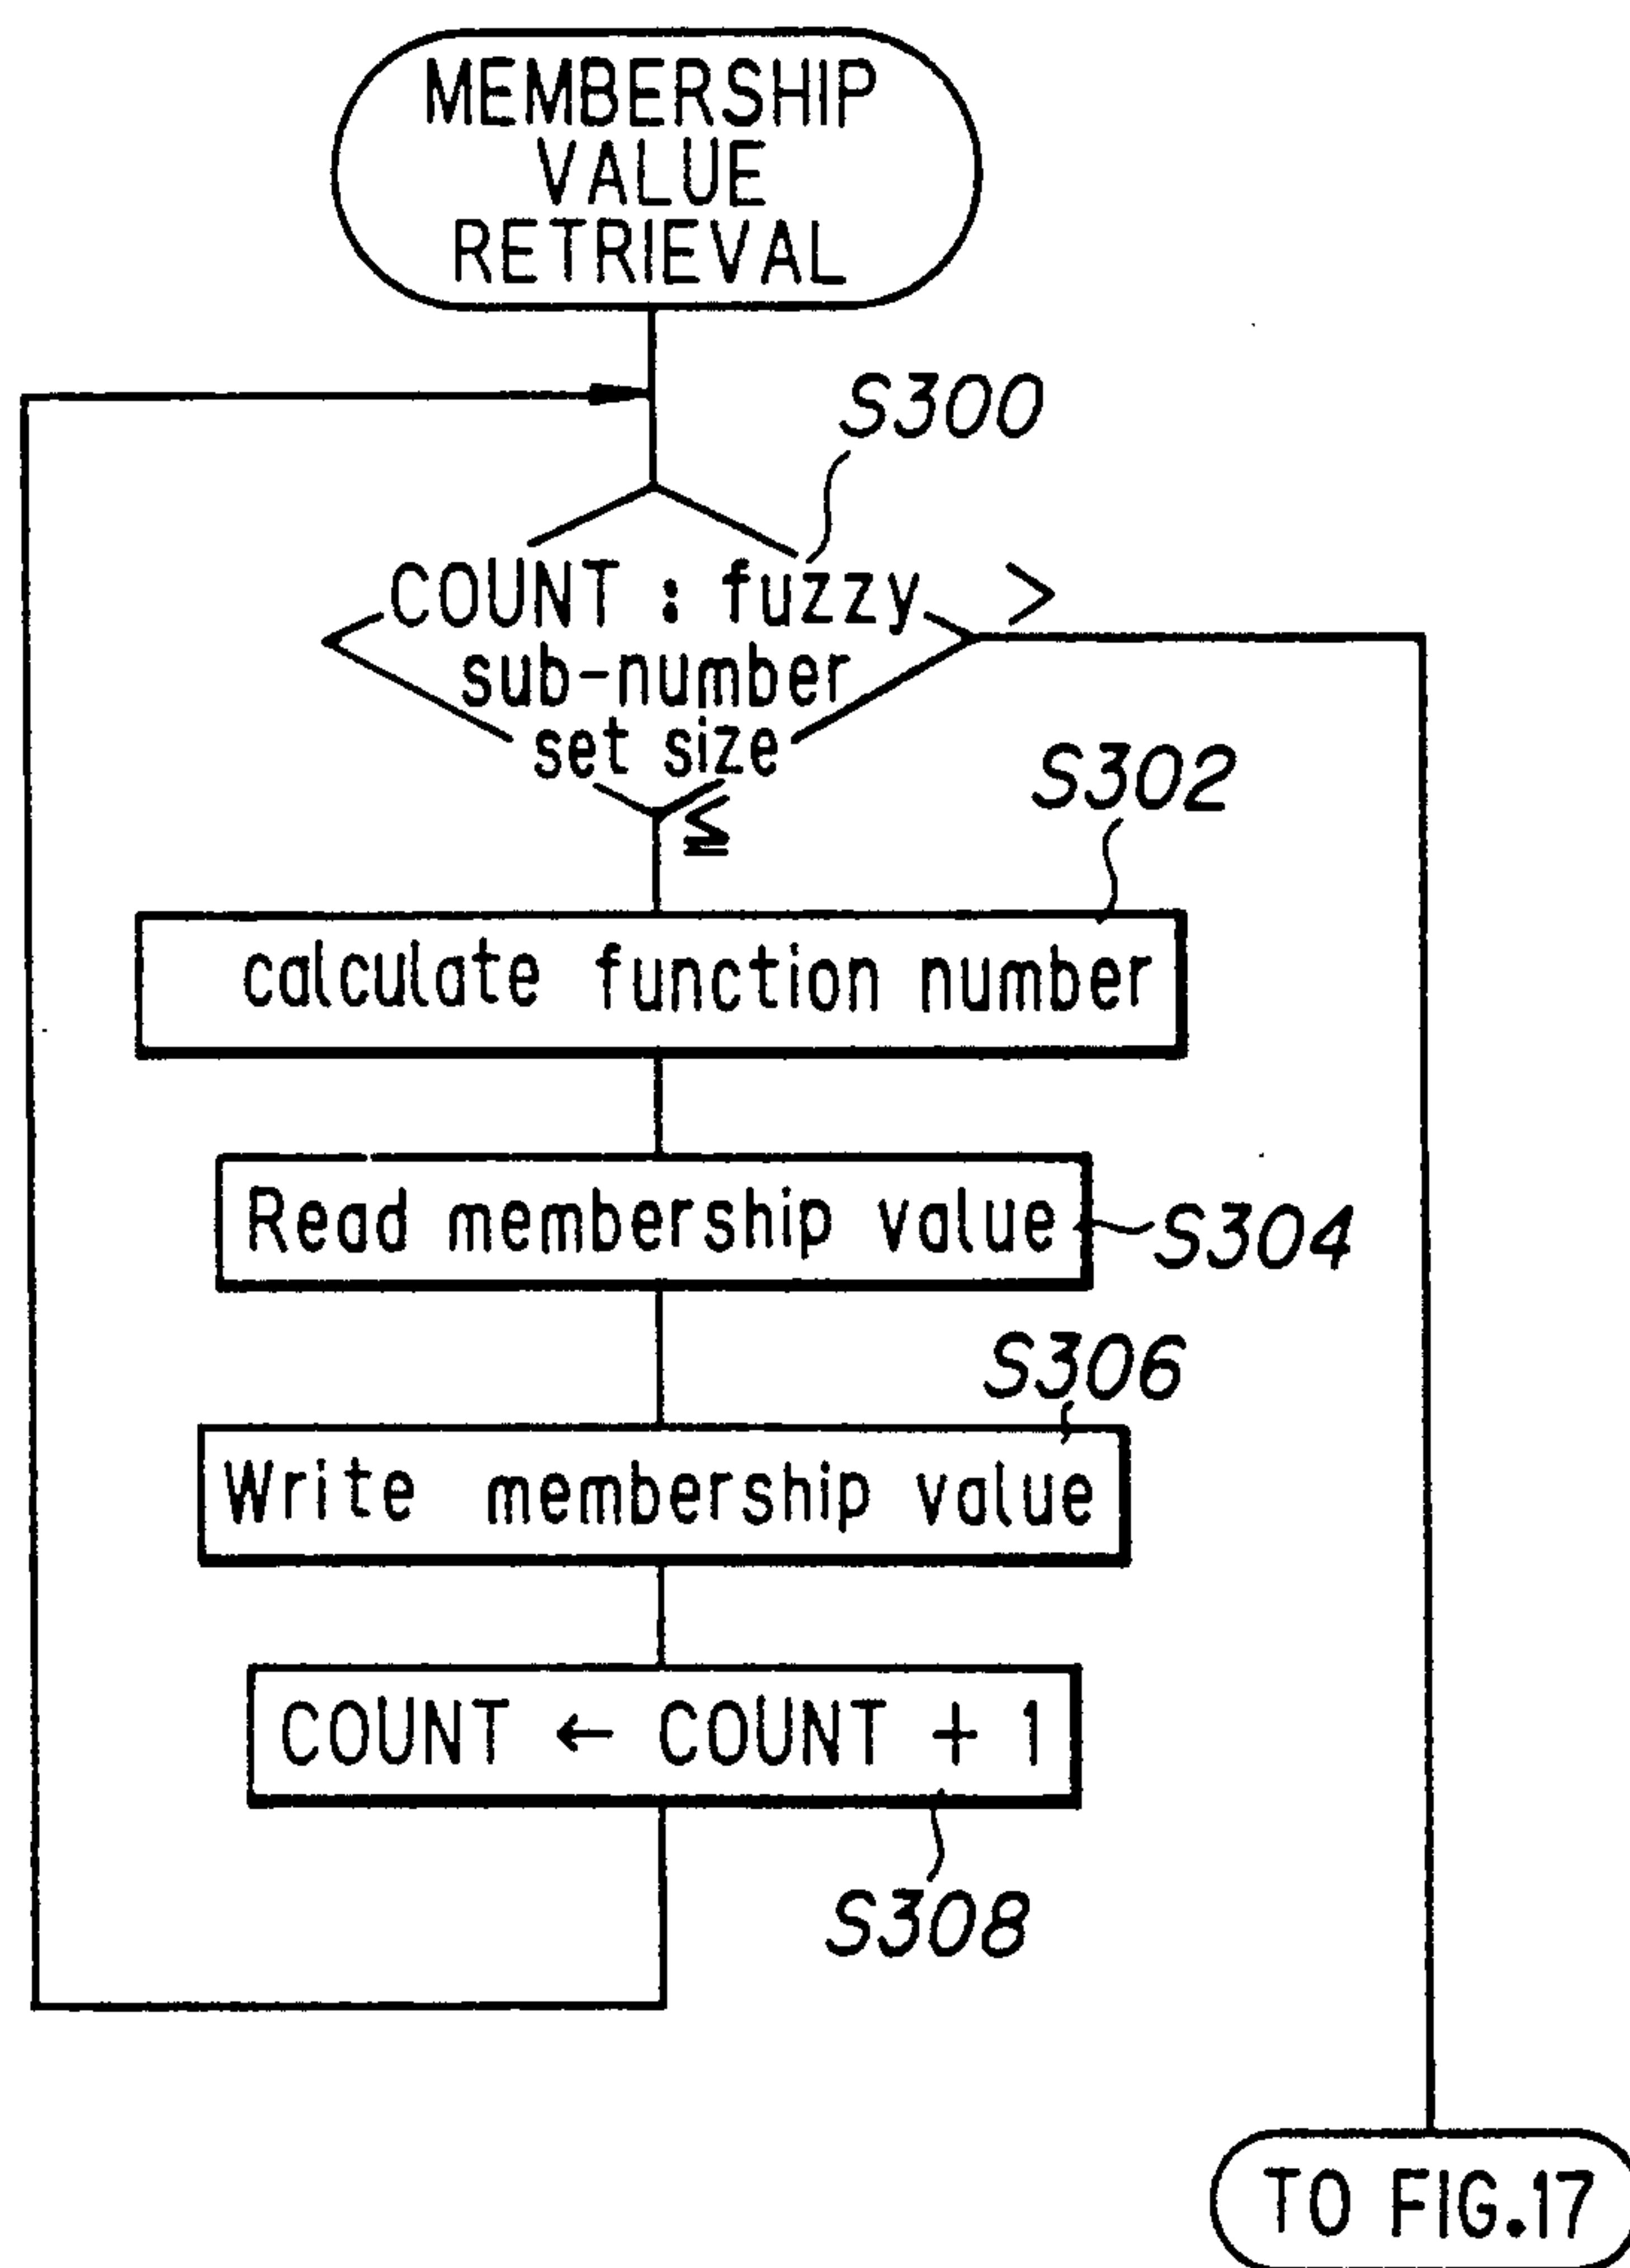 MEMBERSHIP
VALUE
RETRIEVAL
S300
COUNT : fuzzy
>
sub-number
set size
≤
S302
calculate function number
Read membership value
S304
S306
Write membership value
COUNT ← COUNT + 1
S308
TO FIG.17